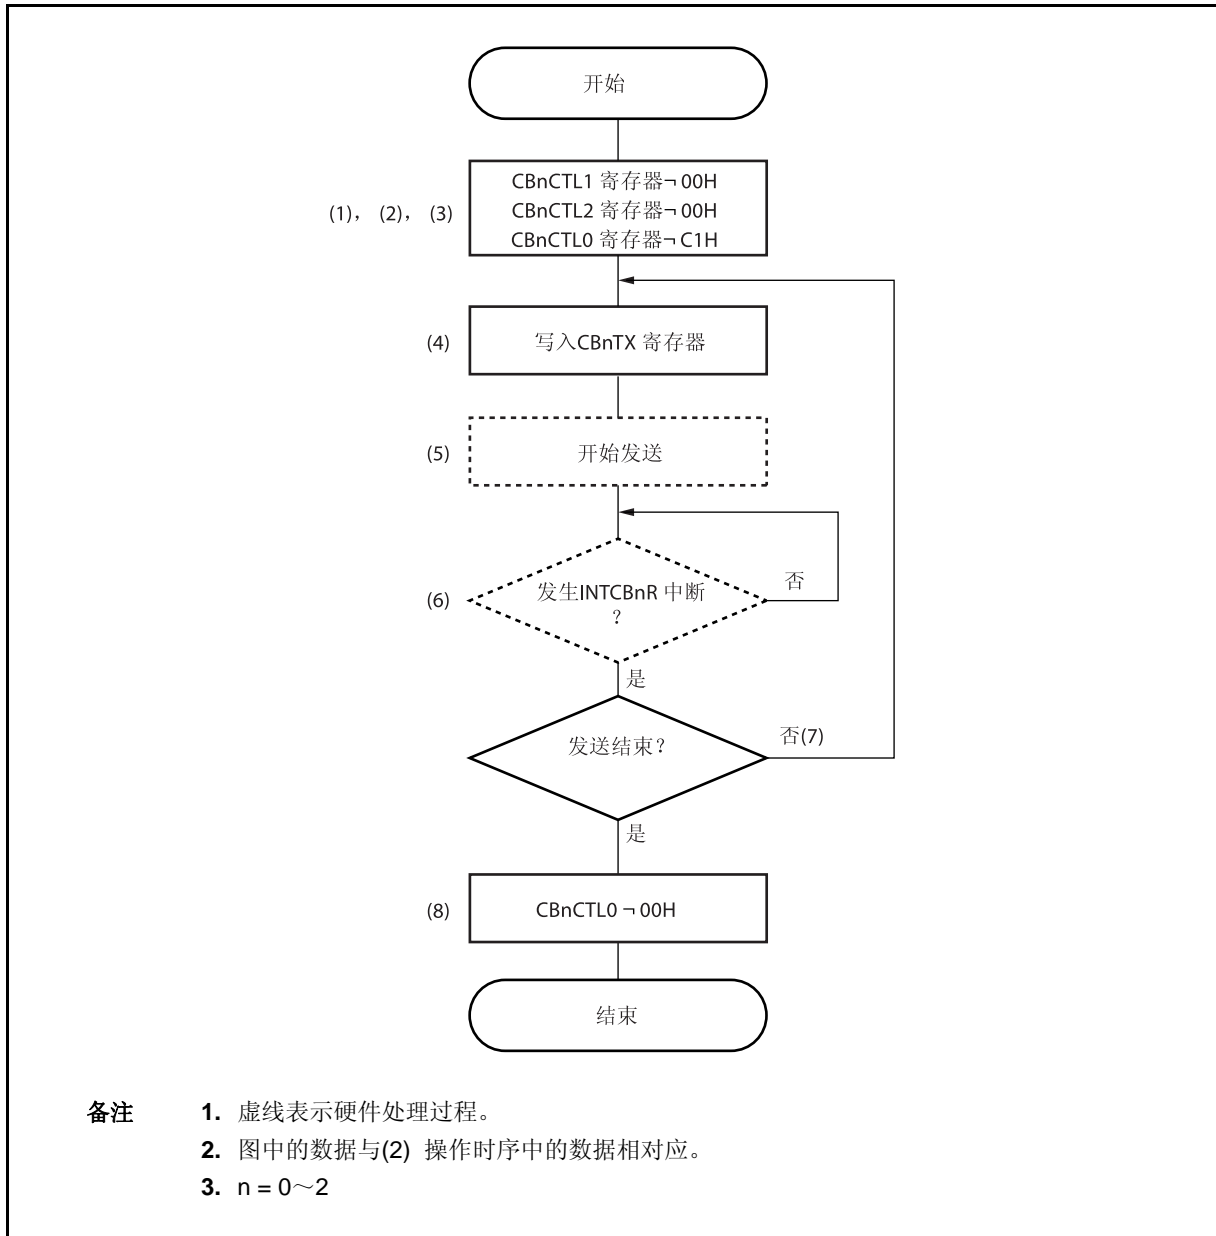 开始
CBnCTL1 寄存器¬ 00H
(1)， (2)， (3) CBnCTL2 寄存器¬ 00H
CBnCTL0 寄存器¬ C1H
(4) 写入CBnTX 寄存器
(5) 开始发送
(6) 发生INTCBnR 中断
？
否
是
发送结束？
否(7)
是
(8) CBnCTL0 ¬ 00H
结束
备注 1. 虚线表示硬件处理过程。
2. 图中的数据与(2) 操作时序中的数据相对应。
3. n = 0～2